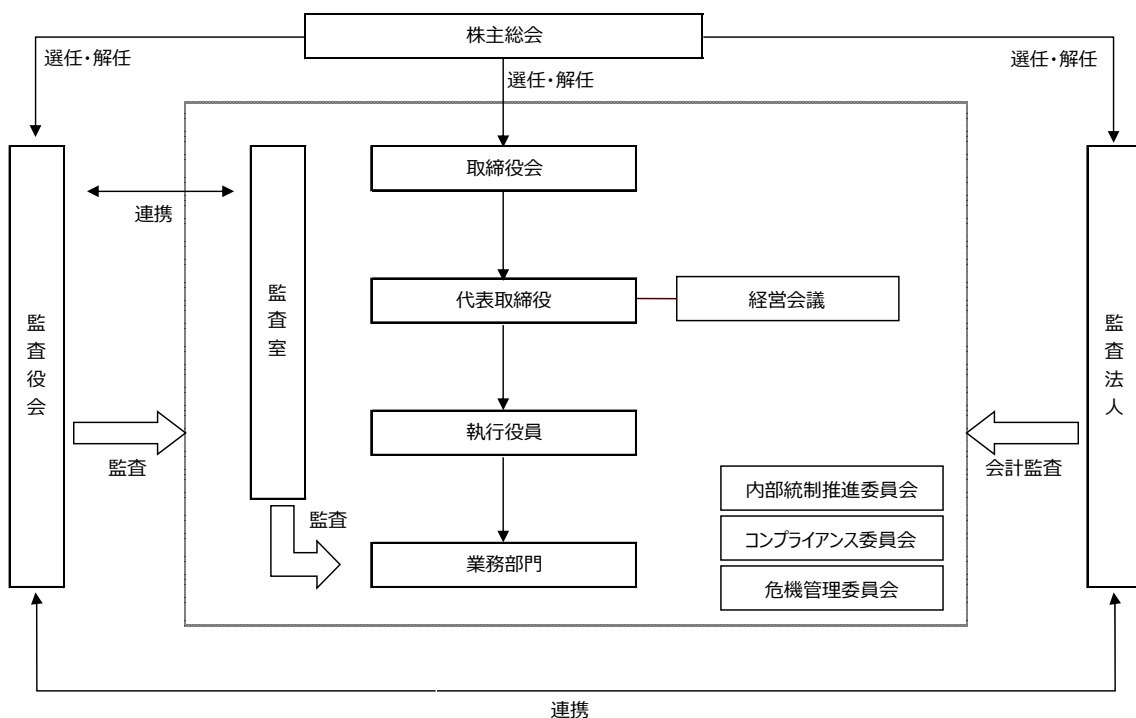 株主総会
選任・解任
選任・解任
選任・解任
取締役会
連携
代表取締役
経営会議
監査役会
監査室
監査法人
執行役員
監査
会計監査
内部統制推進委員会
監査
コンプライアンス委員会
業務部門
危機管理委員会
連携